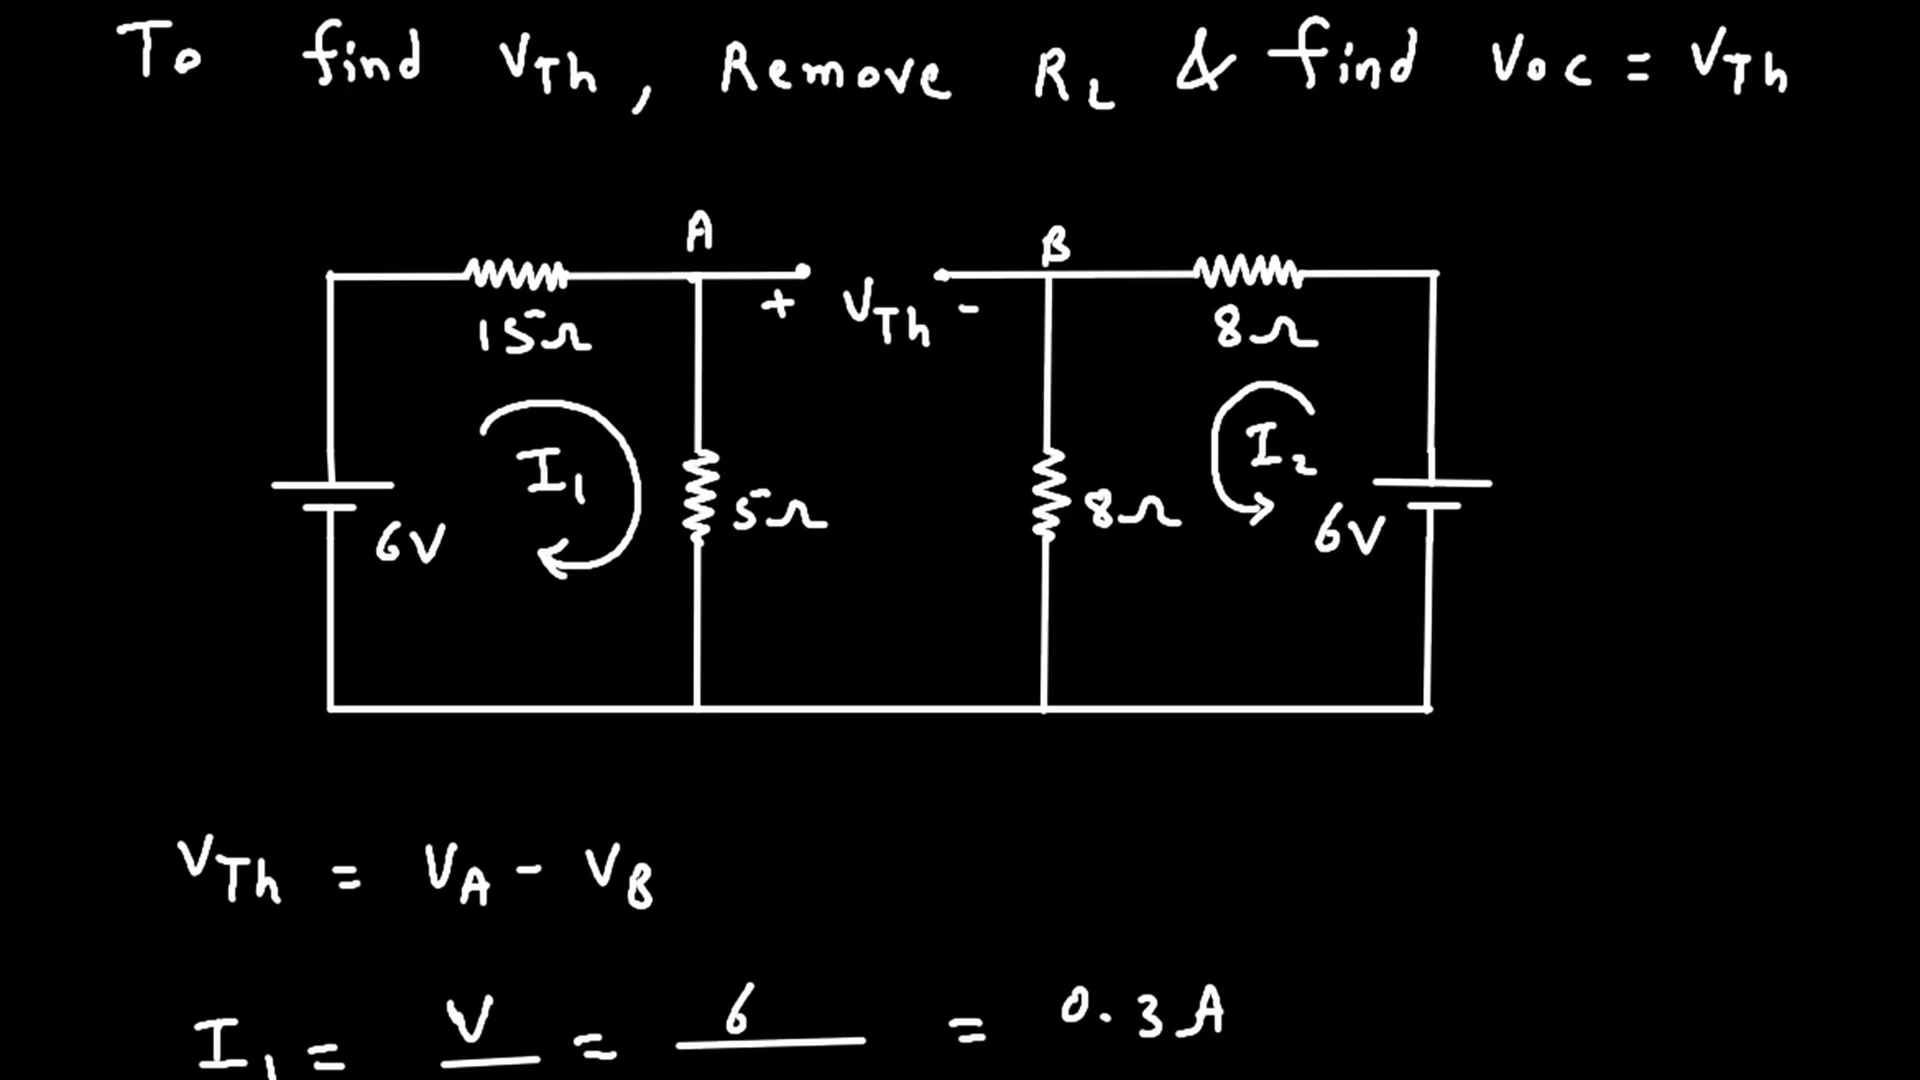 To find VTh, Remove RL & find Voc = VTh
A
B
15Ω
+ VTh -
8Ω
I1
I2
6V
5Ω
8Ω
6V
VTh = VA - VB
I1 = V = 6 = 0.3A